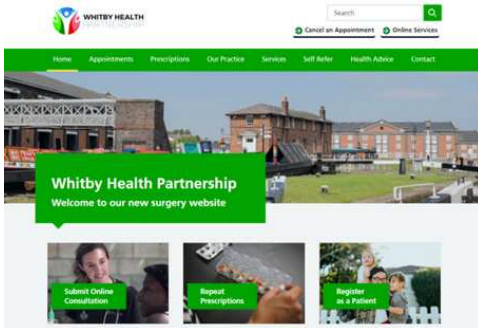 WHITBY HEALTH
Search
Cancel an Appointment
Online Services
Home
Appointments
Prescriptions
Our Practice
Services
Self Refer
Health Advice
Contact
Whitby Health Partnership
Welcome to our new surgery website
Submit Online
Consultation
Repeat
Prescriptions
Register
as a Patient